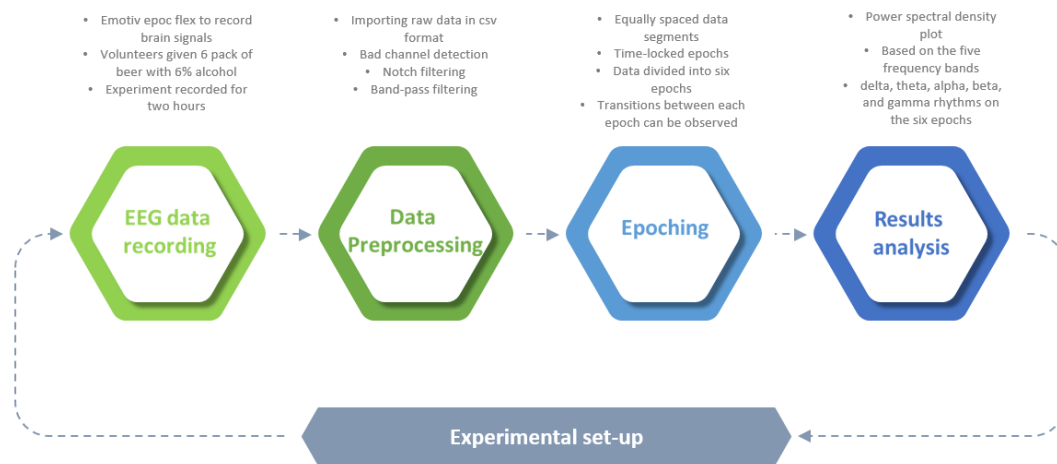 • Emotiv epoc flex to record
brain signals
• Volunteers given 6 pack of
beer with 6% alcohol
• Experiment recorded for
two hours
• Importing raw data in csv
format
• Bad channel detection
• Notch filtering
• Band-pass filtering
• Equally spaced data
segments
• Time-locked epochs
• Data divided into six
epochs
• Transitions between each
epoch can be observed
• Power spectral density
plot
• Based on the five
frequency bands
• delta, theta, alpha, beta,
and gamma rhythms on
the six epochs
EEG data
recording
Data
Preprocessing
Epoching
Results
analysis
Experimental set-up